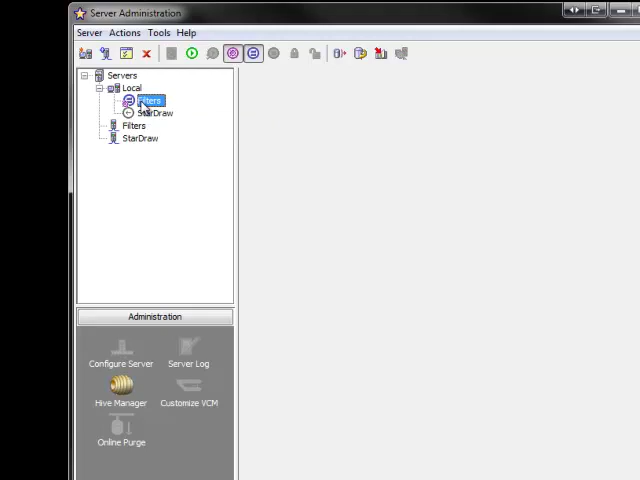 Server Administration
Server Actions Tools Help
Servers
Local
Filters
StarDraw
Filters
StarDraw
Administration
Configure Server Server Log
Hive Manager Customize VCM
Online Purge